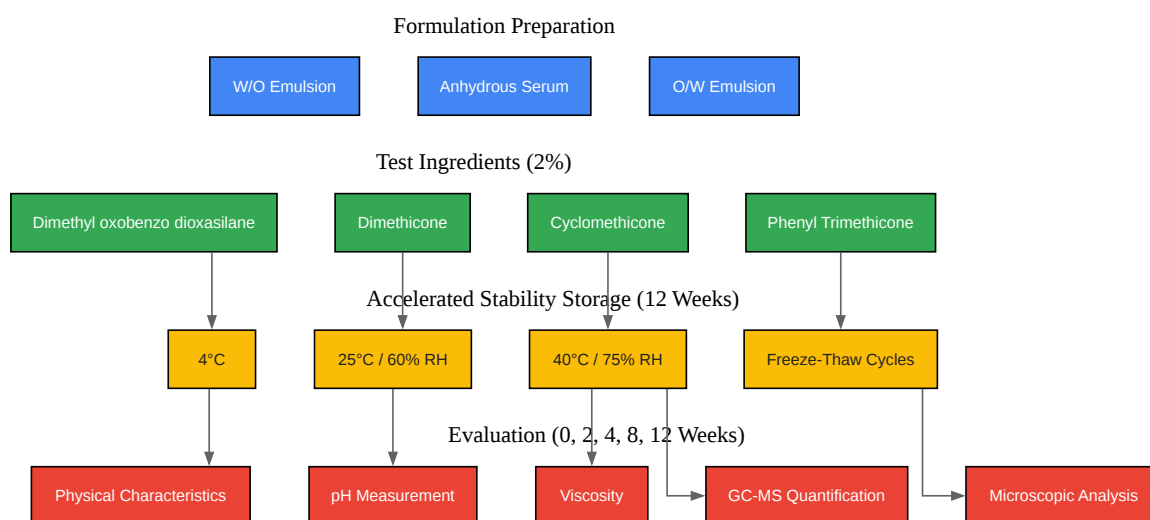 Formulation Preparation
W/O Emulsion
Anhydrous Serum
O/W Emulsion
Test Ingredients (2%)
Dimethyl oxobenzo dioxasilane
Dimethicone
Cyclomethicone
Phenyl Trimethicone
Accelerated Stability Storage (12 Weeks)
4°C
25°C / 60% RH
40°C / 75% RH
Freeze-Thaw Cycles
Evaluation (0, 2, 4, 8, 12 Weeks)
Physical Characteristics
pH Measurement
Viscosity
GC-MS Quantification
Microscopic Analysis